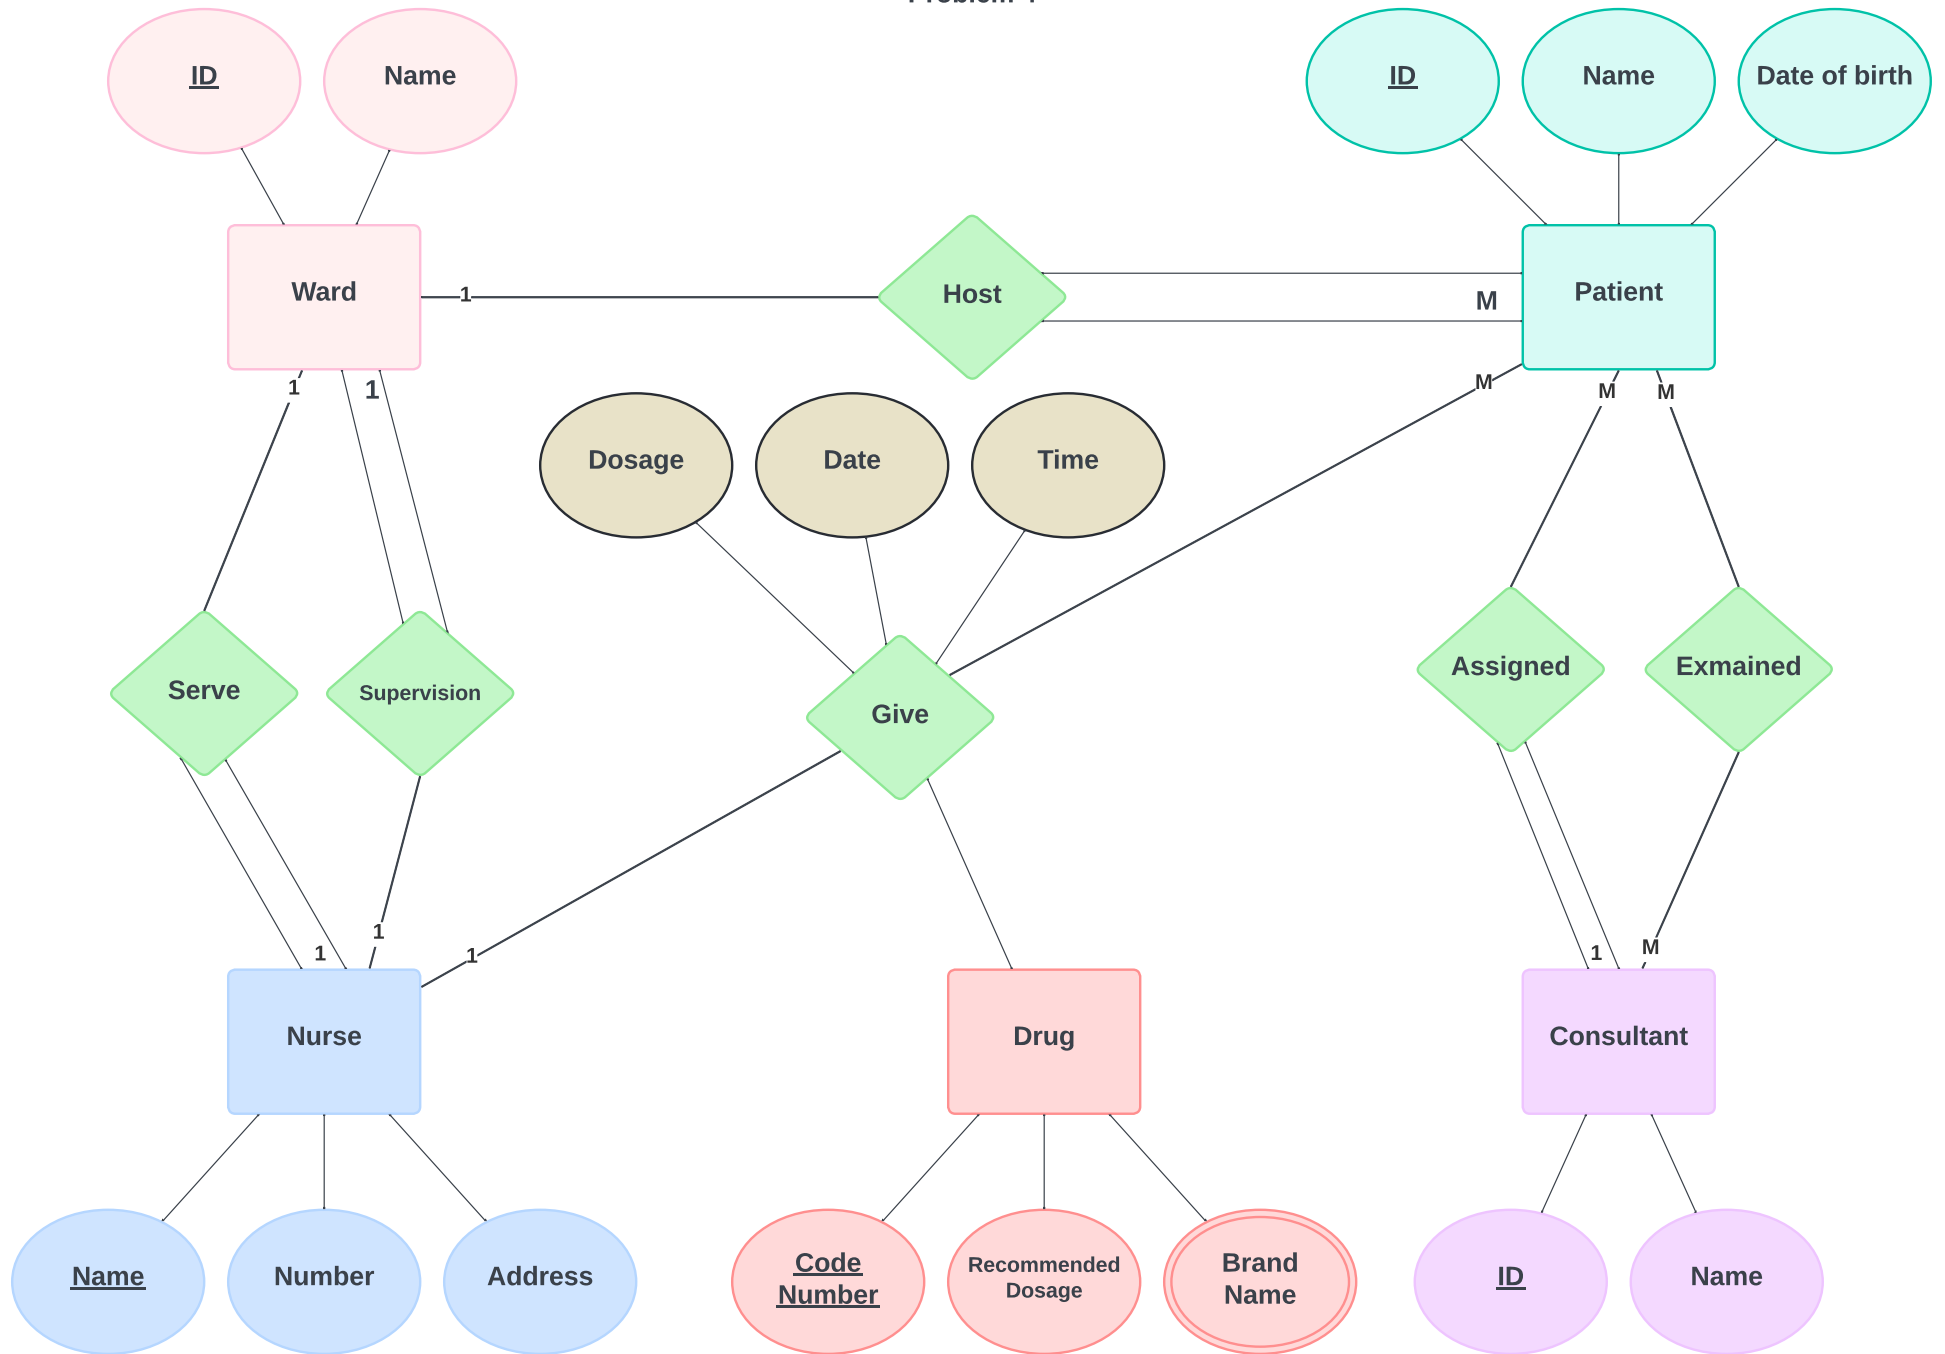 ID
Name
ID
Name
Date of birth
Ward
1
Host
M
Patient
1
1
M
M
M
Dosage
Date
Time
Serve
Supervision
Give
Assigned
Exmained
1
1
1
1
M
Nurse
Drug
Consultant
Name
Number
Address
Code
Number
Recommended
Dosage
Brand
Name
ID
Name